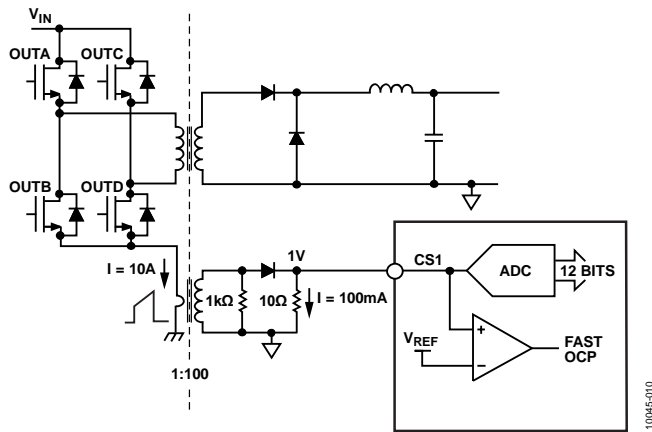 VIN
OUTA
OUTC
OUTB
OUTD
I = 10A
1V
CS1
ADC
12 BITS
1kΩ
10Ω
I = 100mA
+
VREF
−
FAST
OCP
1:100
10045-010